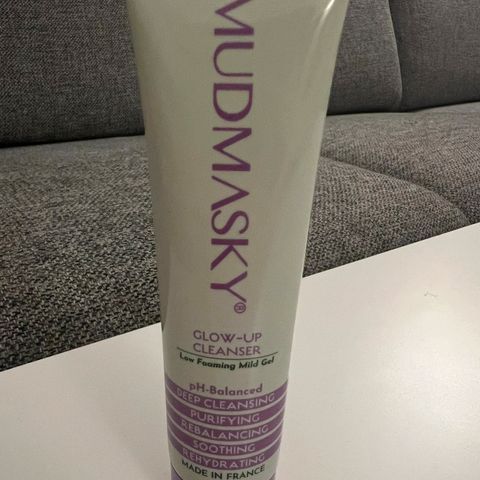 MUDMASKY®
GLOW-UP
CLEANSER
Low Foaming Mild Gel
pH-Balanced
DEEP CLEANSING
PURIFYING
REBALANCING
SOOTHING
REHYDRATING
MADE IN FRANCE